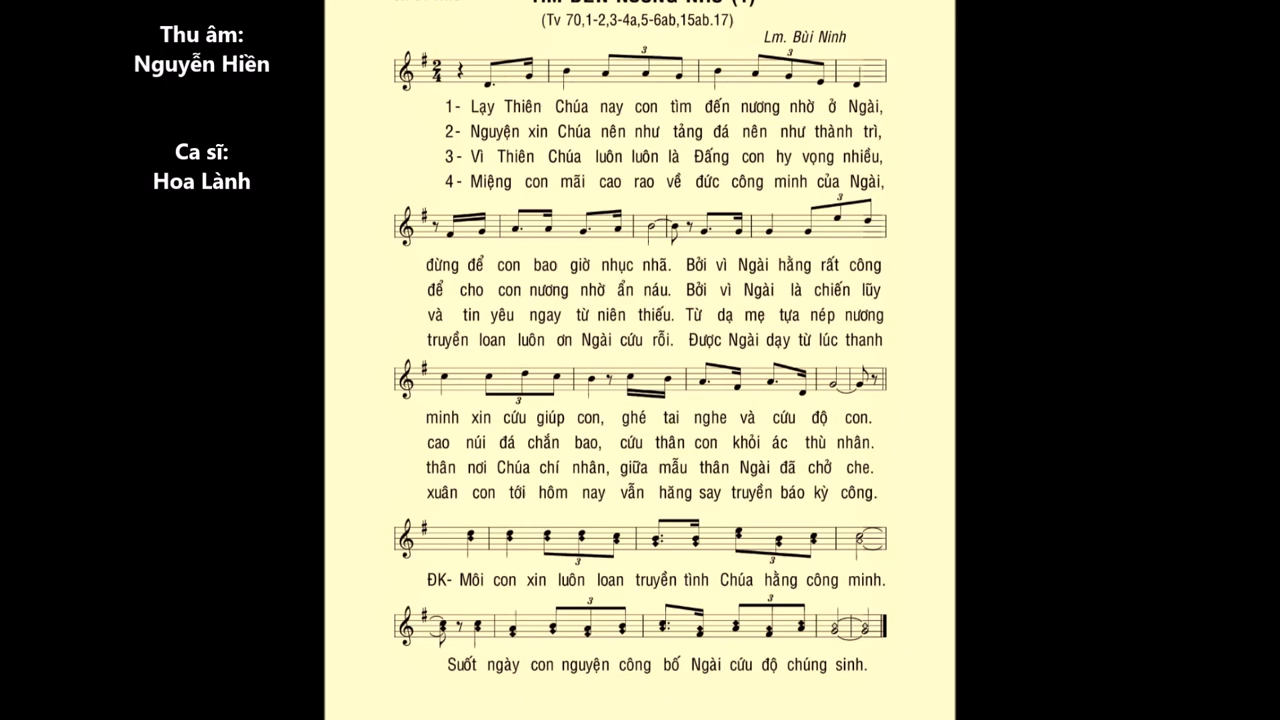 Thu âm:
Nguyễn Hiền
Ca sĩ:
Hoa Lành
(Tv 70,1-2,3-4a,5-6ab,15ab.17)
Lm. Bùi Ninh
1- Lạy Thiên Chúa nay con tìm đến nương nhờ ở Ngài,
2- Nguyện xin Chúa nên như tảng đá nên như thành trì,
3- Vì Thiên Chúa luôn luôn là Đấng con hy vọng nhiều,
4- Miệng con mãi cao rao về đức công minh của Ngài,
đừng để con bao giờ nhục nhã. Bởi vì Ngài hằng rất công
để cho con nương nhờ ẩn náu. Bởi vì Ngài là chiến lũy
và tin yêu ngay từ niên thiếu. Từ dạ mẹ tựa nép nương
truyền loan luôn ơn Ngài cứu rỗi. Được Ngài dạy từ lúc thanh
minh xin cứu giúp con, ghé tai nghe và cứu độ con.
cao núi đá chắn bao, cứu thân con khỏi ác thù nhân.
thân nơi Chúa chí nhân, giữa mẫu thân Ngài đã chở che.
xuân con tới hôm nay vẫn hăng say truyền báo kỳ công.
ĐK- Môi con xin luôn loan truyền tình Chúa hằng công minh.
Suốt ngày con nguyện công bố Ngài cứu độ chúng sinh.